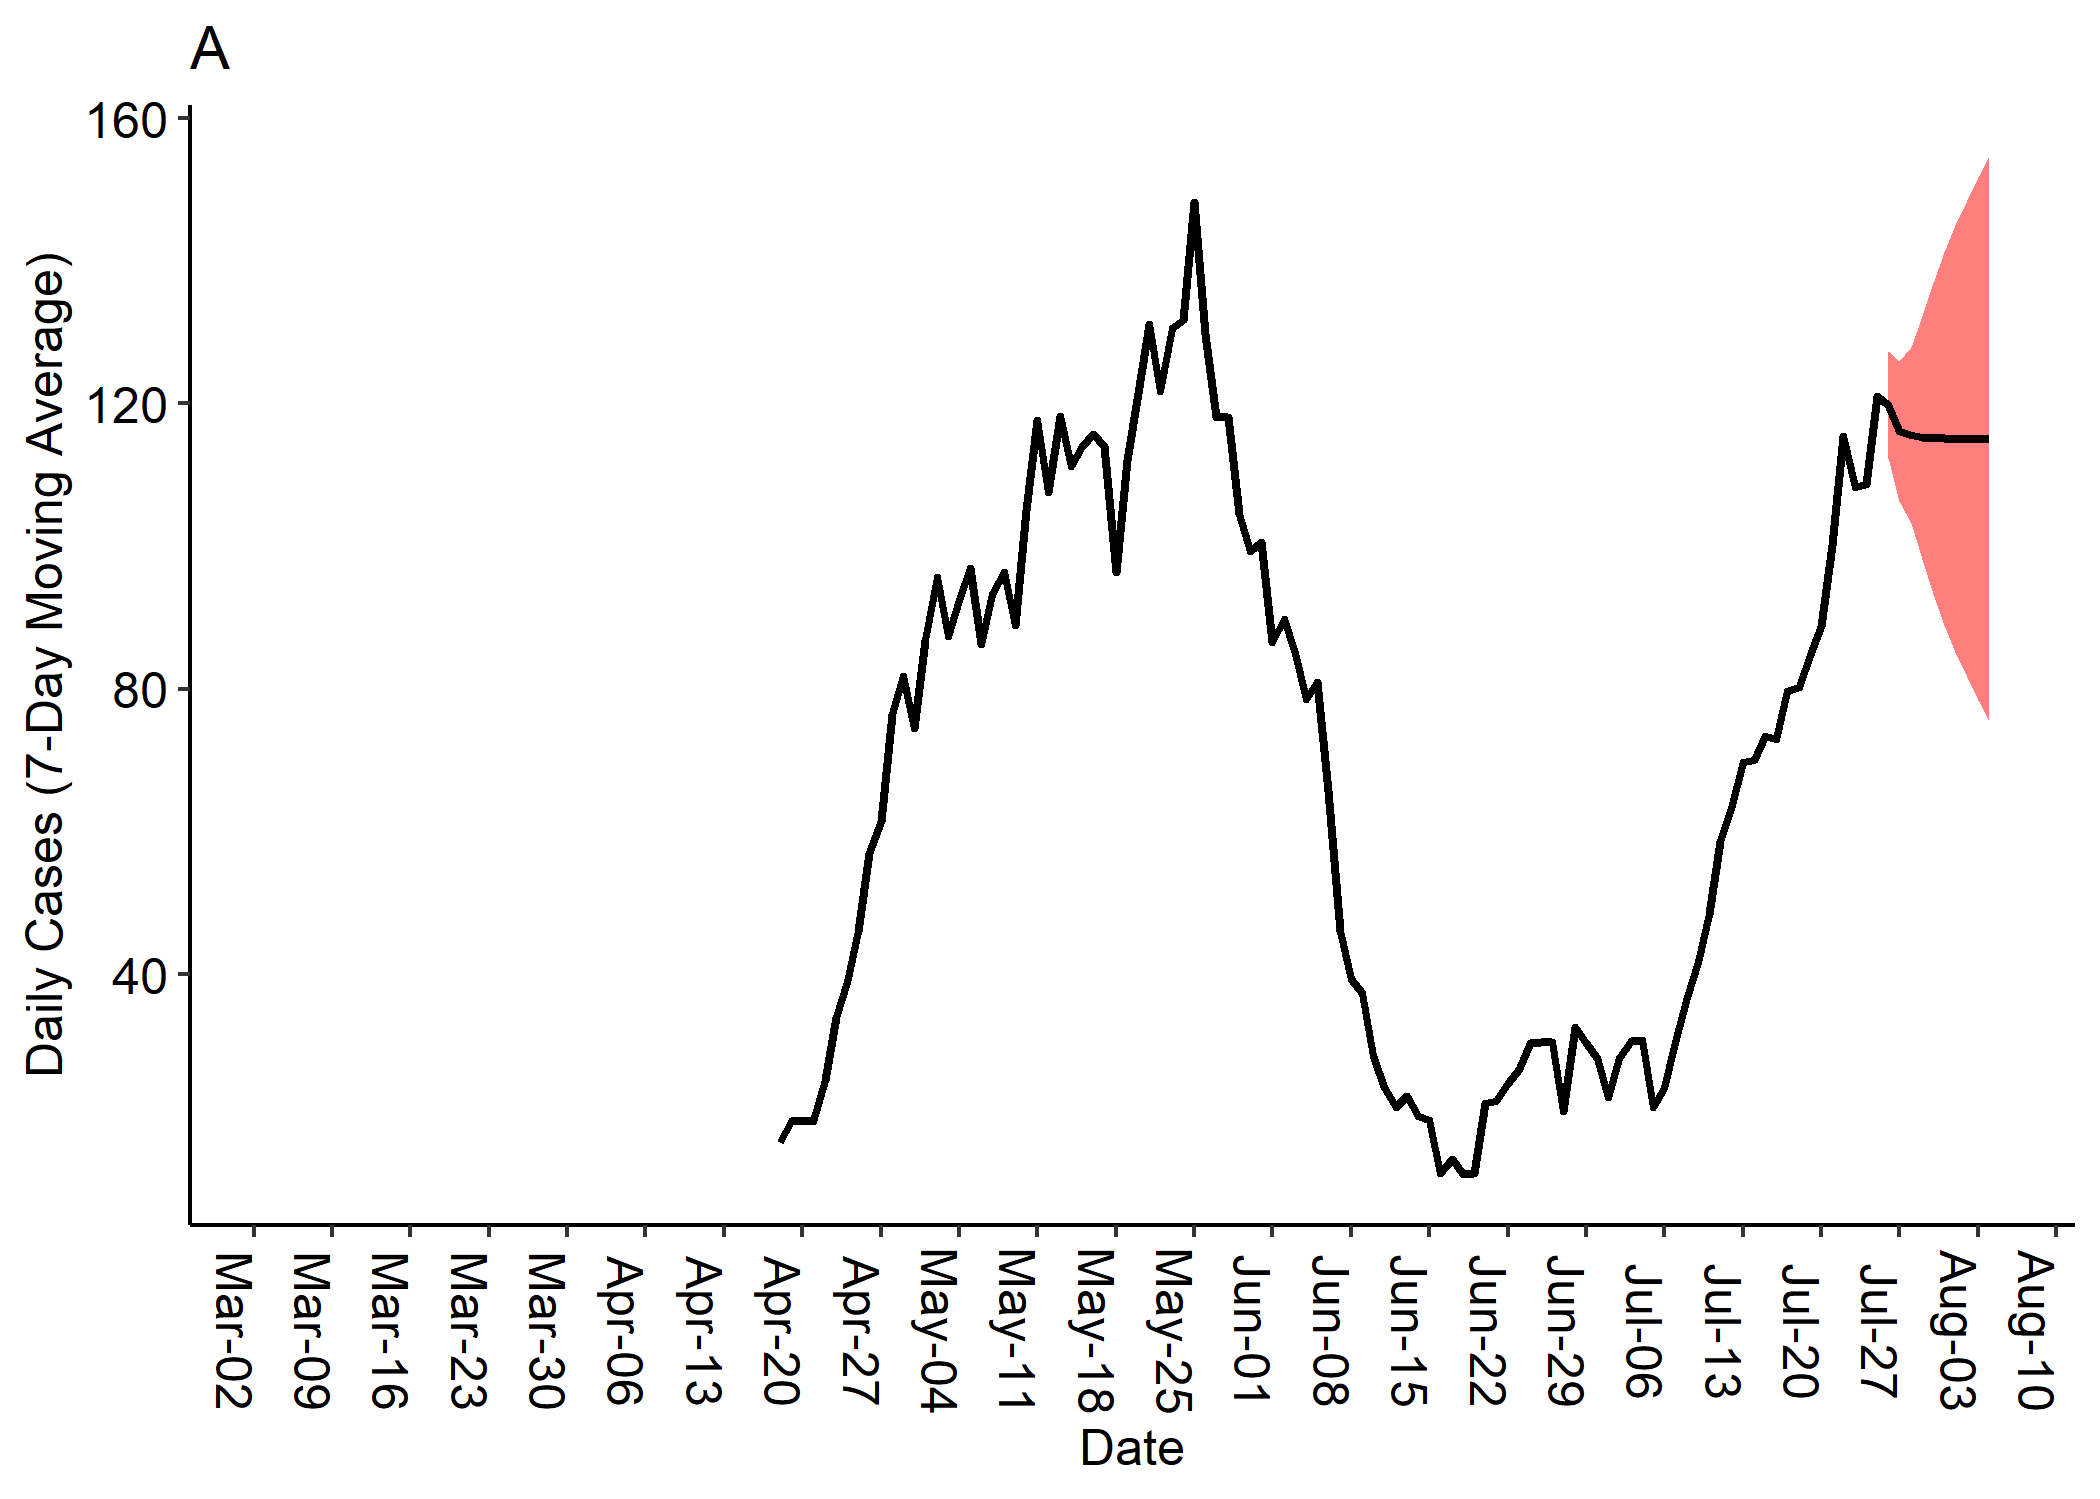 A
Daily Cases (7-Day Moving Average)
160
120
80
40
Mar-02
Mar-09
Mar-16
Mar-23
Mar-30
Apr-06
Apr-13
Apr-20
Apr-27
May-04
May-11
May-18
May-25
Jun-01
Jun-08
Jun-15
Jun-22
Jun-29
Jul-06
Jul-13
Jul-20
Jul-27
Aug-03
Aug-10
Date